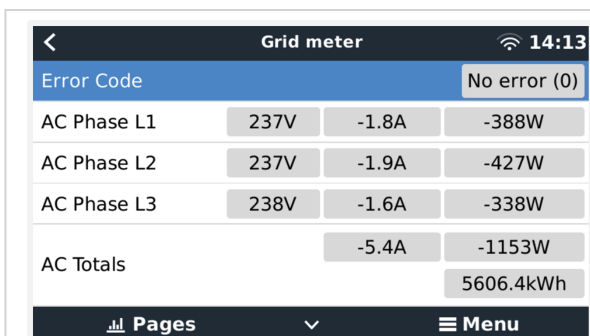 Grid meter 14:13
Error Code No error (0)
AC Phase L1 237V -1.8A -388W
AC Phase L2 237V -1.9A -427W
AC Phase L3 238V -1.6A -338W
AC Totals -5.4A -1153W
5606.4kWh
Pages Menu